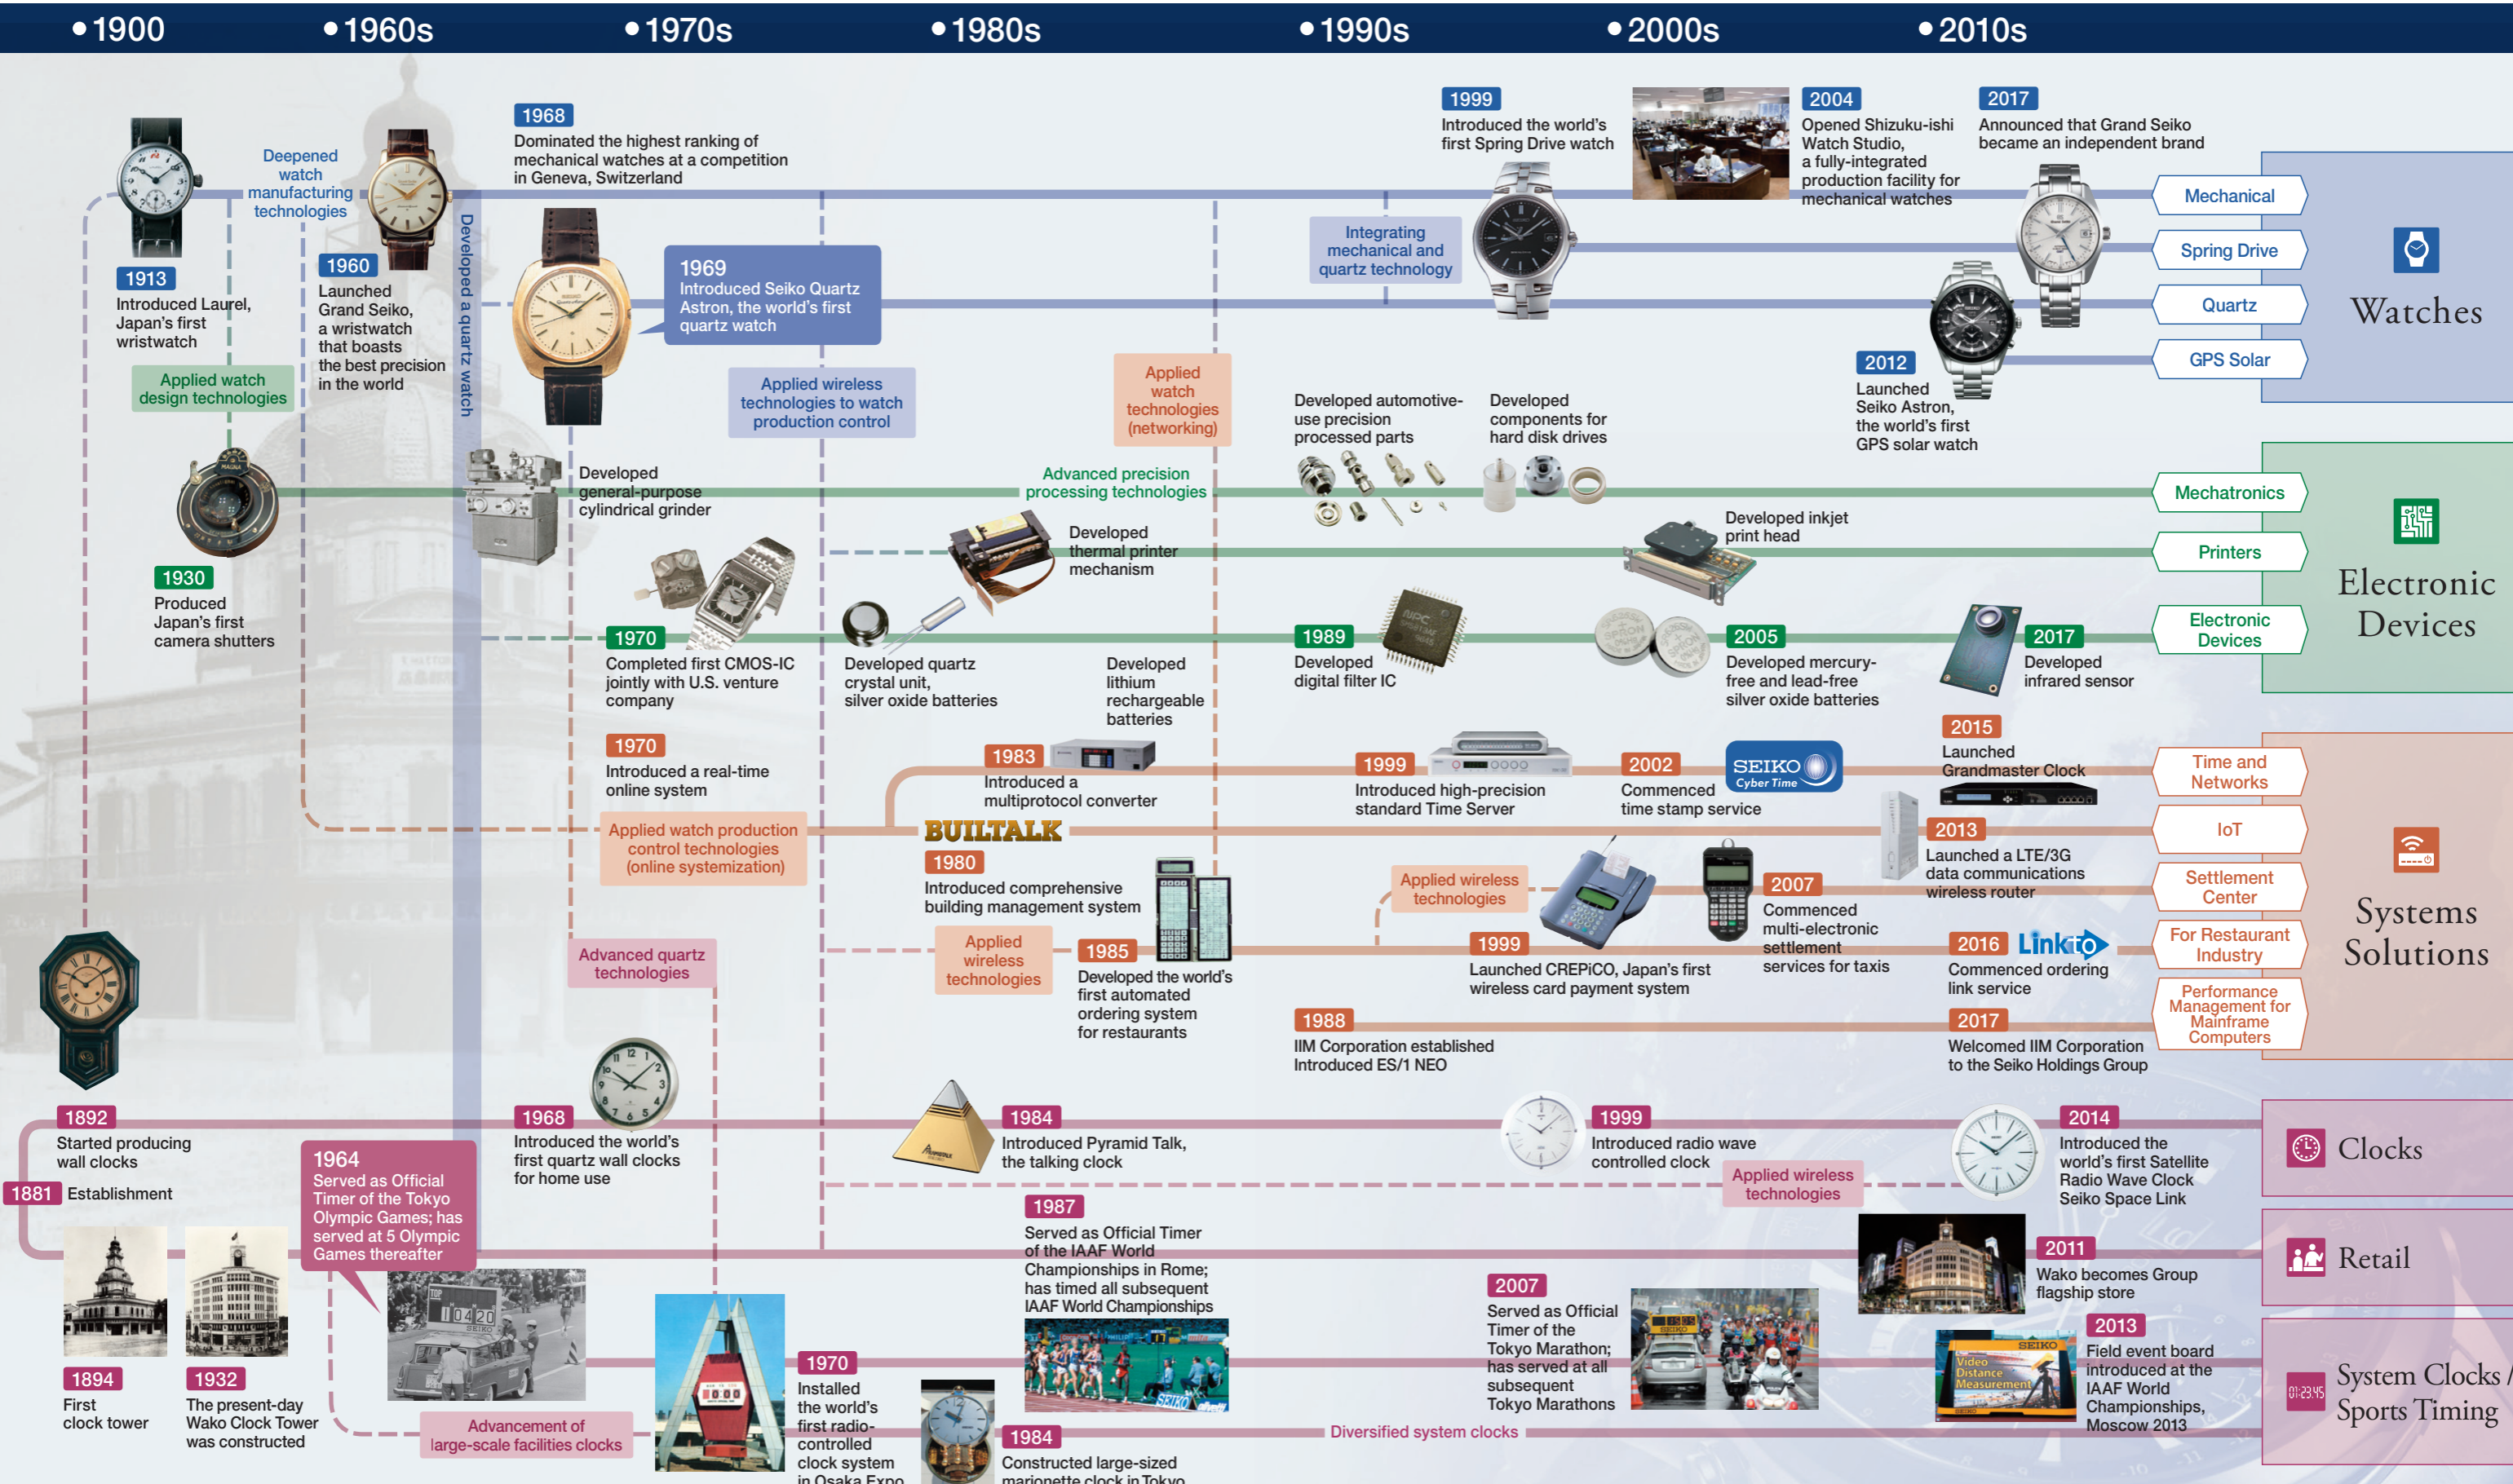 1900
1960s
1970s
1980s
1990s
2000s
2010s
1913
Introduced Laurel,
Japan's first
wristwatch
Deepened
watch
manufacturing
technologies
1960
Launched
Grand Seiko,
a wristwatch
that boasts
the best precision
in the world
Developed a quartz watch
1968
Dominated the highest ranking of
mechanical watches at a competition
in Geneva, Switzerland
1969
Introduced Seiko Quartz
Astron, the world's first
quartz watch
Applied wireless
technologies to watch
production control
Applied
watch
technologies
(networking)
Integrating
mechanical and
quartz technology
1999
Introduced the world's
first Spring Drive watch
2004
Opened Shizuku-ishi
Watch Studio,
a fully-integrated
production facility for
mechanical watches
2017
Announced that Grand Seiko
became an independent brand
2012
Launched
Seiko Astron,
the world's first
GPS solar watch
Mechanical
Spring Drive
Quartz
GPS Solar
Watches
Applied watch
design technologies
MAGNA
1930
Produced
Japan's first
camera shutters
Developed
general-purpose
cylindrical grinder
Advanced precision
processing technologies
Developed automotive-
use precision
processed parts
Developed
components for
hard disk drives
Developed
thermal printer
mechanism
Developed inkjet
print head
1970
Completed first CMOS-IC
jointly with U.S. venture
company
Developed quartz
crystal unit,
silver oxide batteries
Developed
lithium
rechargeable
batteries
1989
Developed
digital filter IC
NPC
2005
Developed mercury-
free and lead-free
silver oxide batteries
2017
Developed
infrared sensor
Mechatronics
Printers
Electronic
Devices
Electronic
Devices
1970
Introduced a real-time
online system
Applied watch production
control technologies
(online systemization)
1983
Introduced a
multiprotocol converter
BUILTALK
1980
Introduced comprehensive
building management system
Applied
wireless
technologies
1985
Developed the world's
first automated
ordering system
for restaurants
1999
Introduced high-precision
standard Time Server
2002
Commenced
time stamp service
SEIKO
Cyber Time
2015
Launched
Grandmaster Clock
2013
Launched a LTE/3G
data communications
wireless router
Applied wireless
technologies
1999
Launched CREPiCO, Japan's first
wireless card payment system
2007
Commenced
multi-electronic
settlement
services for taxis
2016
Linkto
Commenced ordering
link service
1988
IIM Corporation established
Introduced ES/1 NEO
2017
Welcomed IIM Corporation
to the Seiko Holdings Group
Time and
Networks
IoT
Settlement
Center
For Restaurant
Industry
Performance
Management for
Mainframe
Computers
Systems
Solutions
Advanced quartz
technologies
1892
Started producing
wall clocks
1881 Establishment
1968
Introduced the world's
first quartz wall clocks
for home use
1984
Introduced Pyramid Talk,
the talking clock
1999
Introduced radio wave
controlled clock
Applied wireless
technologies
2014
Introduced the
world's first Satellite
Radio Wave Clock
Seiko Space Link
Clocks
1964
Served as Official
Timer of the Tokyo
Olympic Games; has
served at 5 Olympic
Games thereafter
1894
First
clock tower
1932
The present-day
Wako Clock Tower
was constructed
TOP
10420
SEIKO
Advancement of
large-scale facilities clocks
1970
Installed
the world's
first radio-
controlled
clock system
in Osaka Expo
1987
Served as Official Timer
of the IAAF World
Championships in Rome;
has timed all subsequent
IAAF World Championships
SEIKO
1984
Constructed large-sized
marionette clock in Tokyo
Diversified system clocks
2007
Served as Official
Timer of the
Tokyo Marathon;
has served at all
subsequent
Tokyo Marathons
SEIKO
2011
Wako becomes Group
flagship store
Retail
SEIKO
Video
Distance
Measurement
SEIKO
2013
Field event board
introduced at the
IAAF World
Championships,
Moscow 2013
01:23.45
System Clocks /
Sports Timing